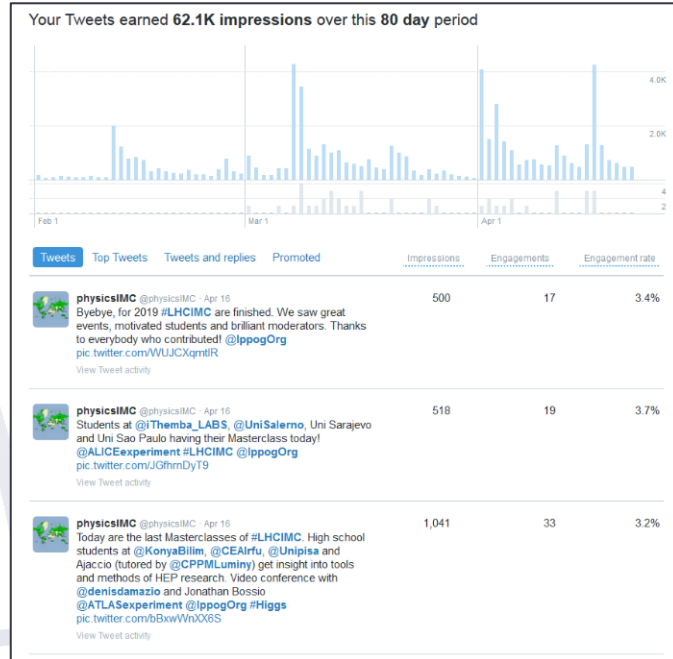 Your Tweets earned 62.1K impressions over this 80 day period
4.0K
2.0K
4
2
Feb 1 Mar 1 Apr 1
Tweets Top Tweets Tweets and replies Promoted Impressions Engagements Engagement rate
physicsIMC @physicsIMC · Apr 16 500 17 3.4%
Byebye, for 2019 #LHCIMC are finished. We saw great
events, motivated students and brilliant moderators. Thanks
to everybody who contributed! @IppogOrg
pic.twitter.com/WUJCXqmtlR
View Tweet activity
physicsIMC @physicsIMC · Apr 16 518 19 3.7%
Students at @iThemba_LABS, @UniSalerno, Uni Sarajevo
and Uni Sao Paulo having their Masterclass today!
@ALICEexperiment #LHCIMC @IppogOrg
pic.twitter.com/JGfhrnDyT9
View Tweet activity
physicsIMC @physicsIMC · Apr 16 1,041 33 3.2%
Today are the last Masterclasses of #LHCIMC. High school
students at @KonyaBilim, @CEAIrfu, @Unipisa and
Ajaccio (tutored by @CPPMLuminy) get insight into tools
and methods of HEP research. Video conference with
@denisdamazio and Jonathan Bossio
@ATLASexperiment @IppogOrg #Higgs
pic.twitter.com/bBxwWnXX6S
View Tweet activity